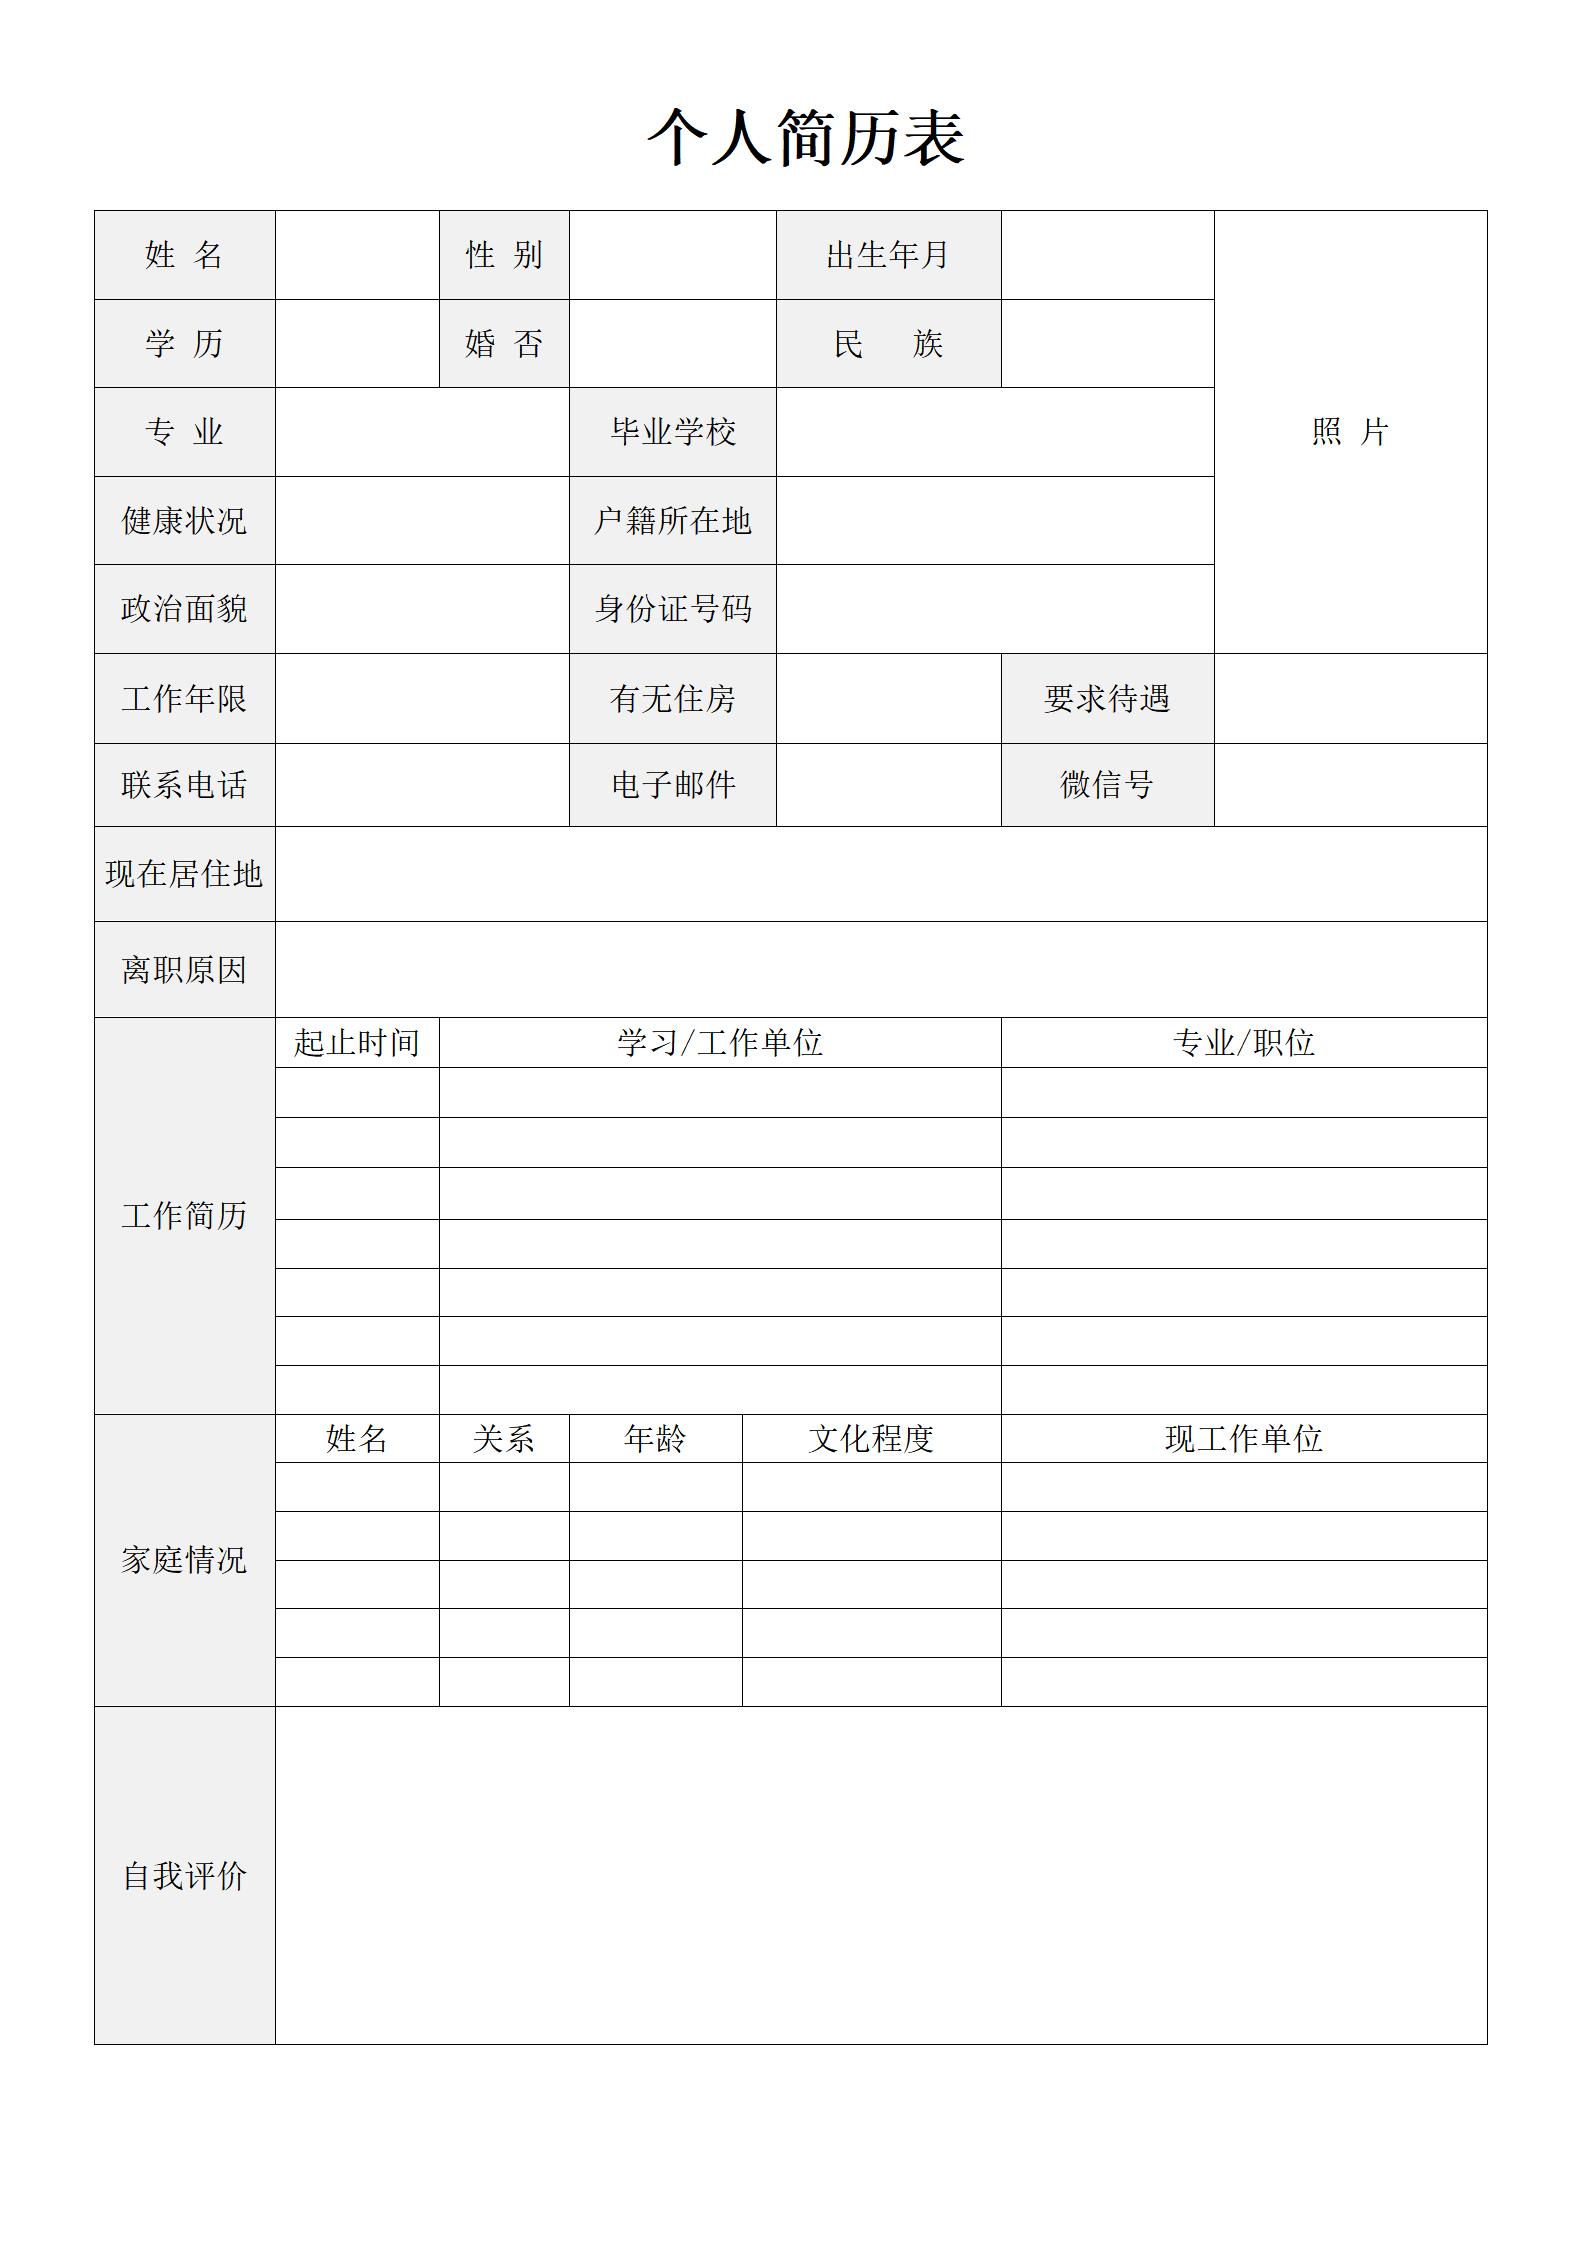 个人简历表
姓 名 性 别 出生年月
学 历 婚 否 民 族
专 业 毕业学校 照 片
健康状况 户籍所在地
政治面貌 身份证号码
工作年限 有无住房 要求待遇
联系电话 电子邮件 微信号
现在居住地
离职原因
起止时间 学习/工作单位 专业/职位
工作简历
姓名 关系 年龄 文化程度 现工作单位
家庭情况
自我评价